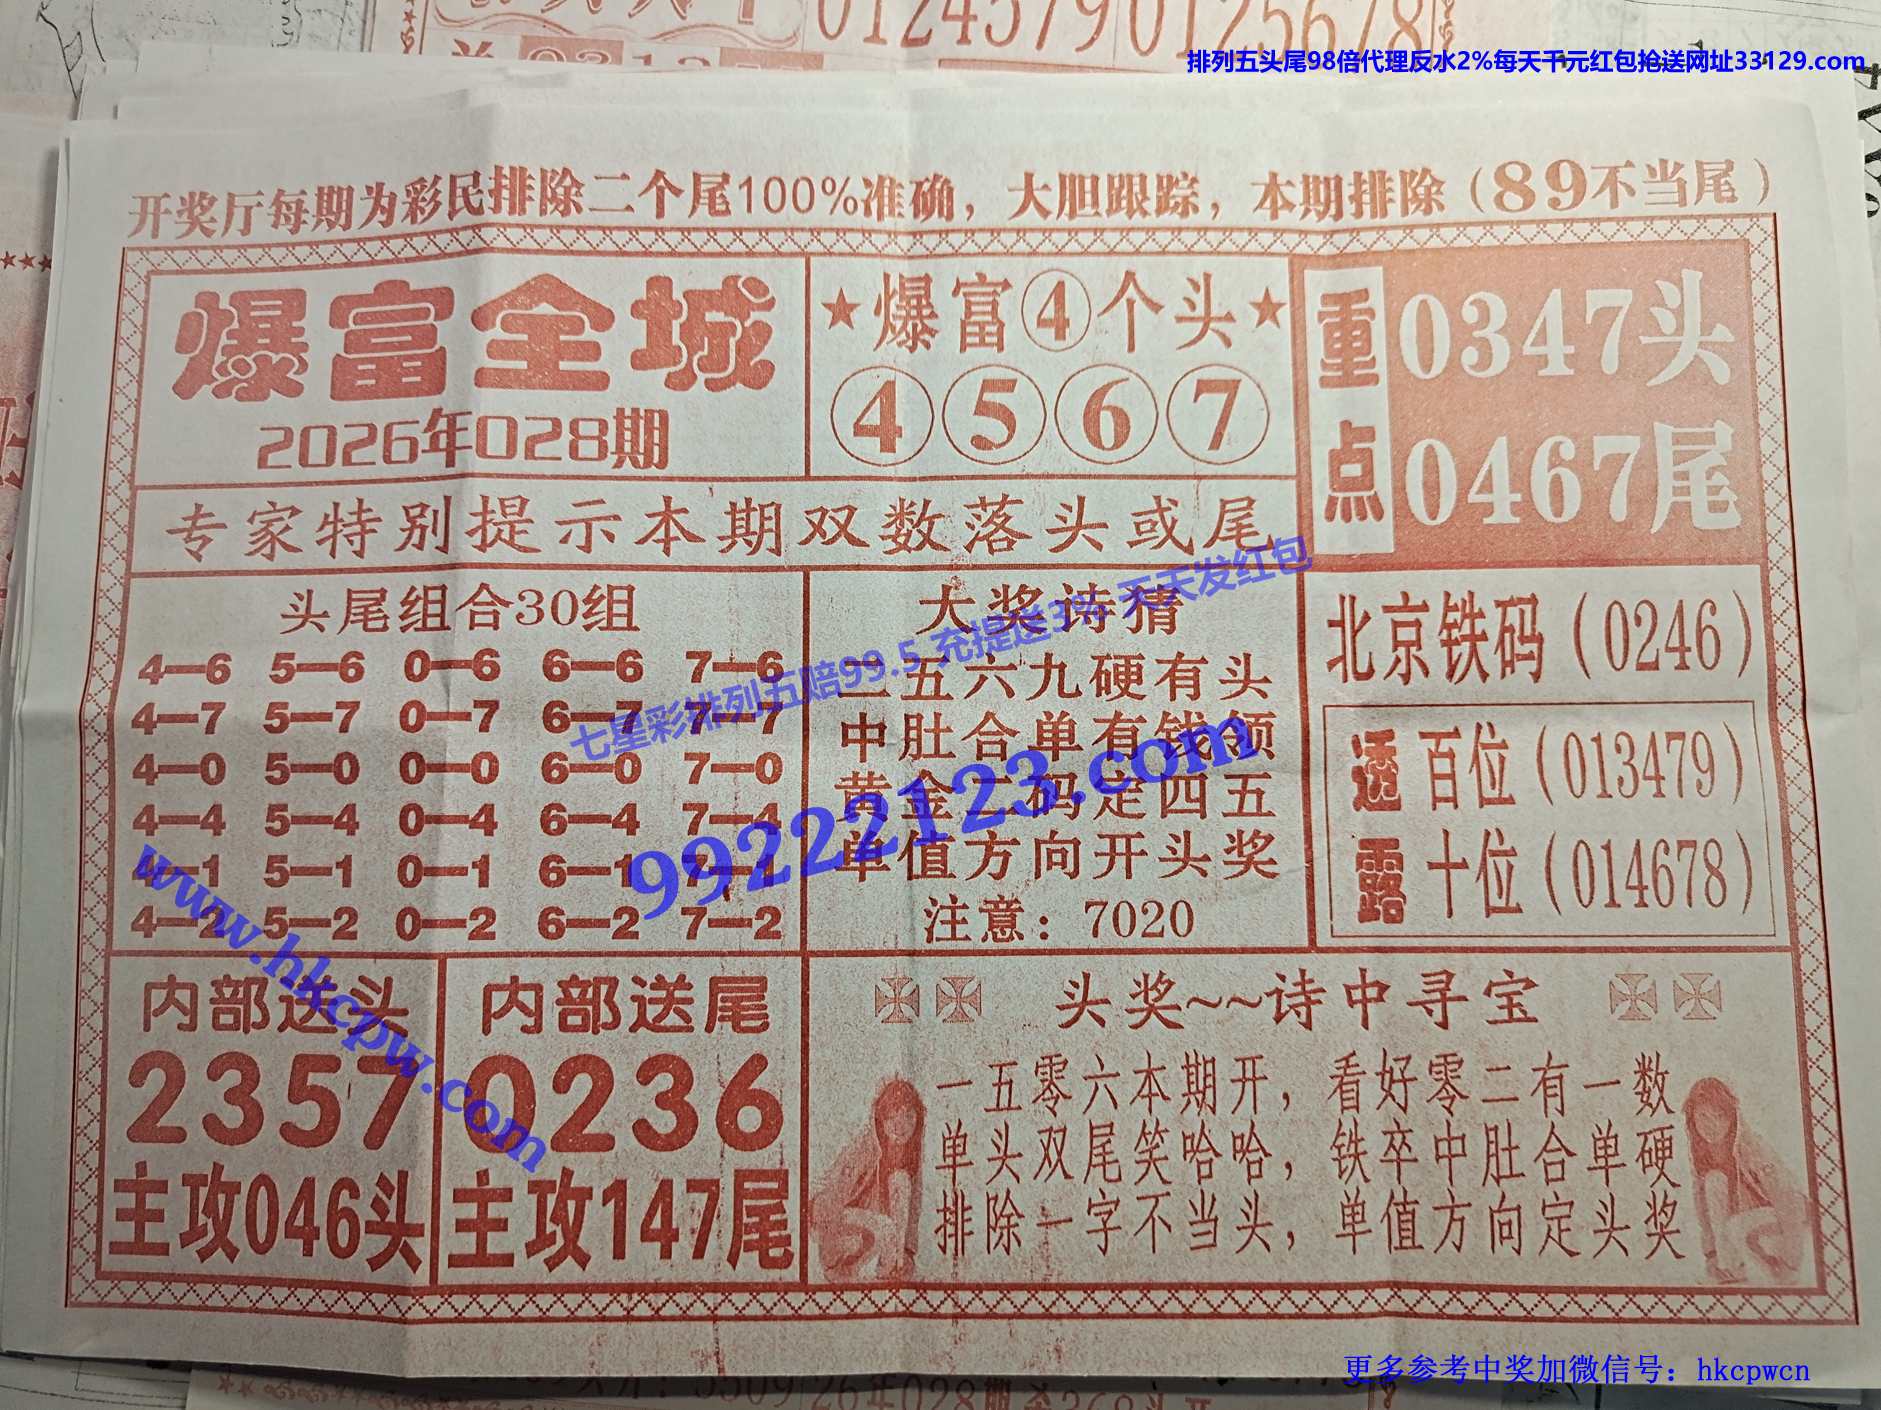 0124579 0125678
排列五头尾98倍代理反水2%每天千元红包抢送网址33129.com
开奖厅每期为彩民排除二个尾100%准确，大胆跟踪，本期排除（89不当尾）
爆富全城
2026年028期
★爆富④个头★
④⑤⑥⑦
重点
0347头
0467尾
专家特别提示本期双数落头或尾
头尾组合30组
4—6 5—6 0—6 6—6 7—6
4—7 5—7 0—7 6—7 7—7
4—0 5—0 0—0 6—0 7—0
4—4 5—4 0—4 6—4 7—4
4—1 5—1 0—1 6—1 7—1
4—2 5—2 0—2 6—2 7—2
大奖诗猜
二五六九硬有头
中肚合单有钱领
黄金二码定四五
单值方向开头奖
注意：7020
北京铁码（0246）
透露
百位（013479）
十位（014678）
七星彩排列五赔99.5 充提送3% 天天发红包
99222123.com
www.hkcpw.com
内部送头
2357
主攻046头
内部送尾
0236
主攻147尾
头奖~~诗中寻宝
一五零六本期开，看好零二有一数
单头双尾笑哈哈，铁卒中肚合单硬
排除一字不当头，单值方向定头奖
更多参考中奖加微信号：hkcpwcn